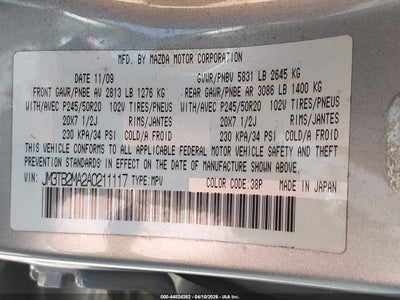 MFD. BY MAZDA MOTOR CORPORATION
DATE 11/09 GVWR/PNBV 5831 LB 2645 KG
FRONT GAWR/PNBE AV 2813 LB 1276 KG REAR GAWR/PNBE AR 3086 LB 1400 KG
WITH/AVEC P245/50R20 102V TIRES/PNEUS WITH/AVEC P245/50R20 102V TIRES/PNEUS
20X7 1/2J RIMS/JANTES 20X7 1/2J RIMS/JANTES
230 KPA/34 PSI COLD/A FROID 230 KPA/34 PSI COLD/A FROID
THIS VEHICLE CONFORMS TO ALL APPLICABLE FEDERAL MOTOR VEHICLE SAFETY, BUMPER, AND THEFT
PREVENTION STANDARDS IN EFFECT ON THE DATE OF MANUFACTURE SHOWN ABOVE.
VIN: JM3TB2MA2A0211117 TYPE: MPV COLOR CODE: 38P MADE IN JAPAN
000-44824382 - 04/10/2026 - © IAA Inc.